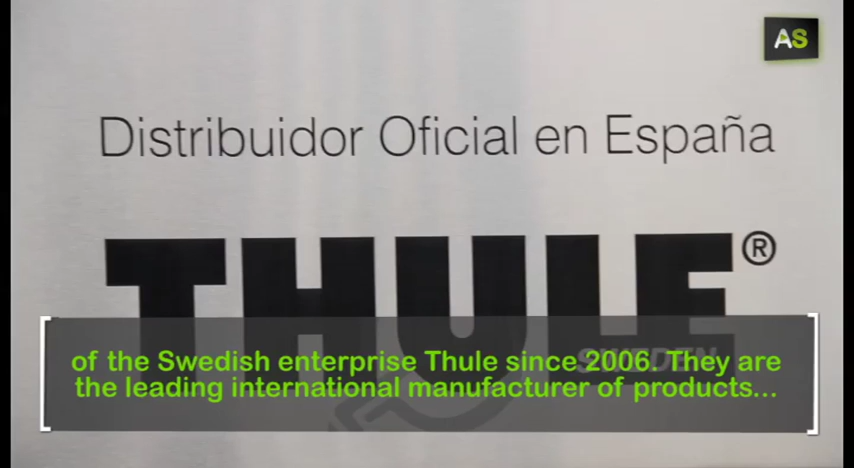 AS
Distribuidor Oficial en España
THULE®
SWEDEN
of the Swedish enterprise Thule since 2006. They are
the leading international manufacturer of products...